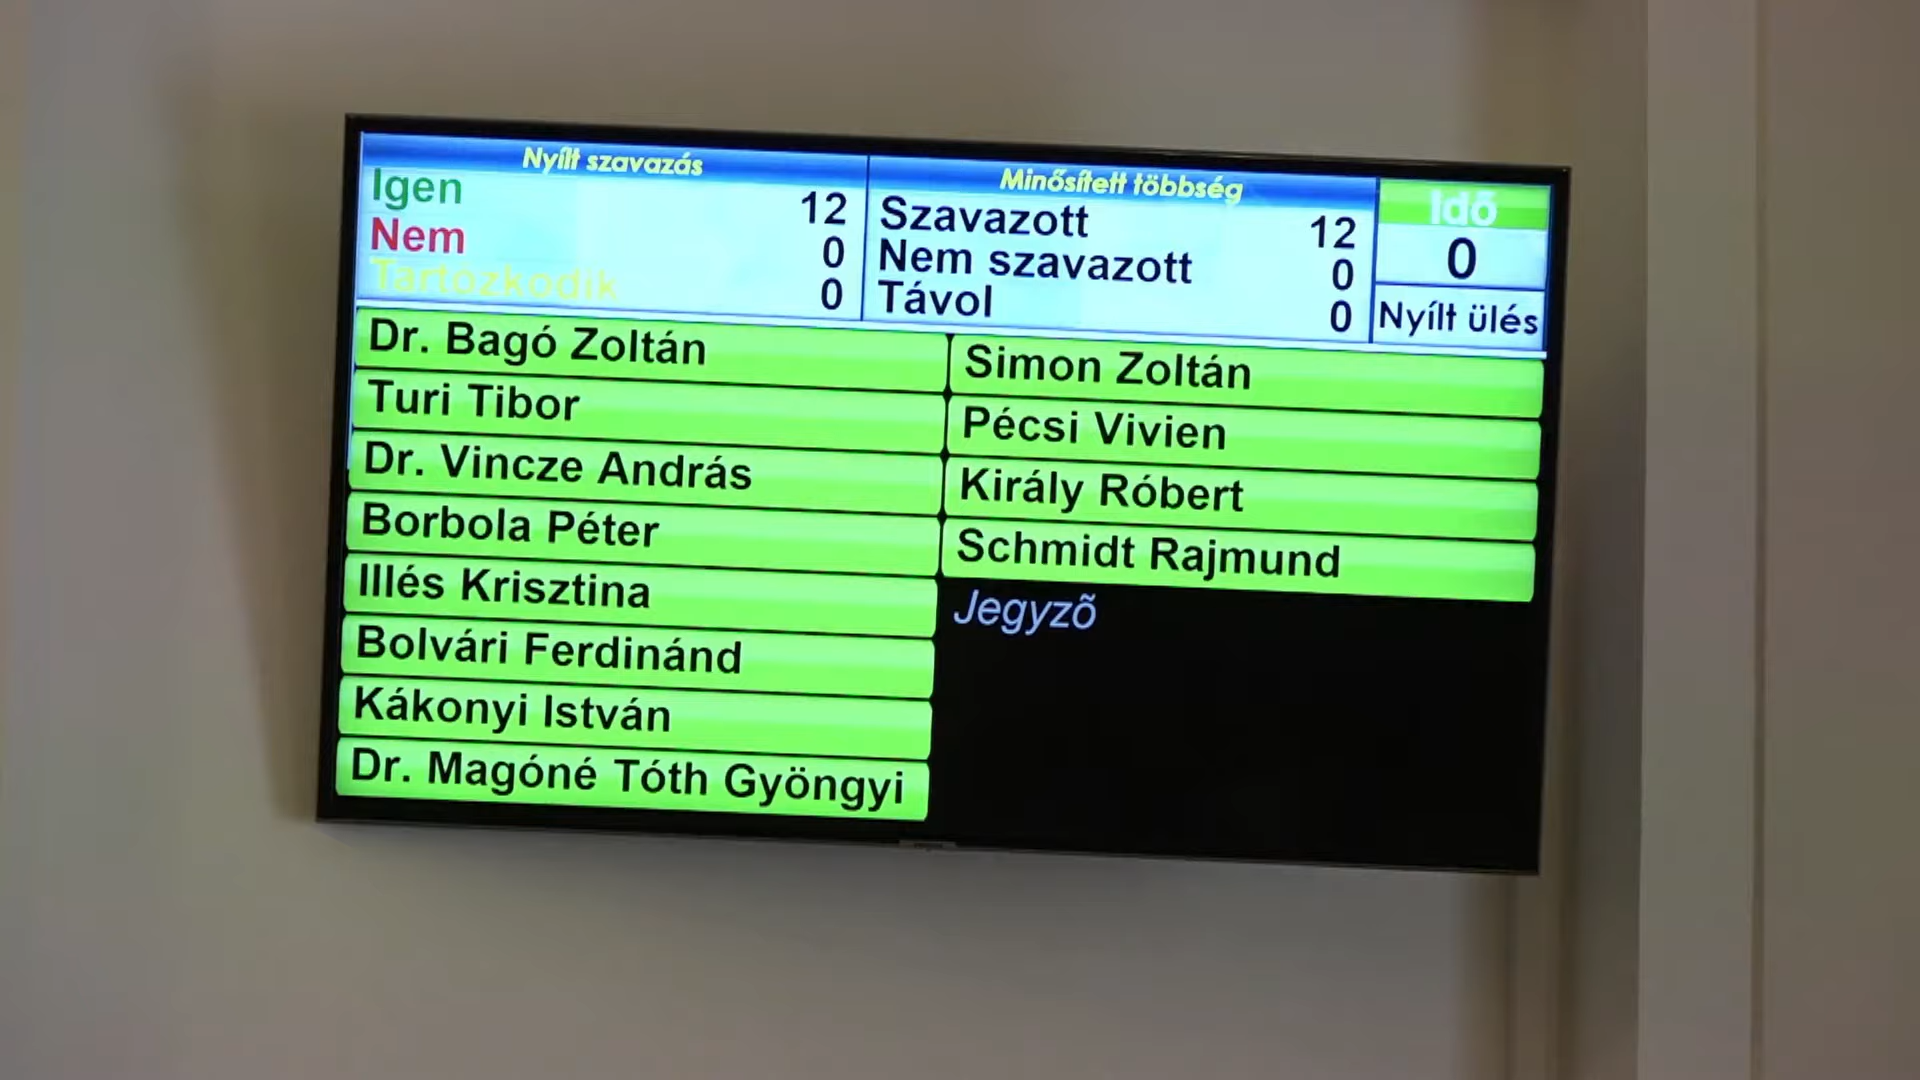 Nyílt szavazás
Igen 12
Nem 0
Tartózkodik 0
Minősített többség
Szavazott 12
Nem szavazott 0
Távol 0
Idõ
0
Nyílt ülés
Dr. Bagó Zoltán
Turi Tibor
Dr. Vincze András
Borbola Péter
Illés Krisztina
Bolvári Ferdinánd
Kákonyi István
Dr. Magóné Tóth Gyöngyi
Simon Zoltán
Pécsi Vivien
Király Róbert
Schmidt Rajmund
Jegyzõ